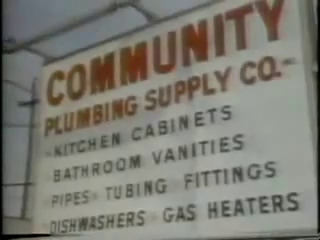 COMMUNITY
PLUMBING SUPPLY CO.
KITCHEN CABINETS
BATHROOM VANITIES
PIPES TUBING FITTINGS
DISHWASHERS GAS HEATERS